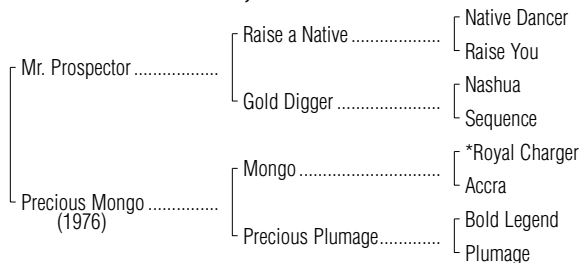 Native Dancer
Raise a Native ....................
Raise You
Mr. Prospector ..................
Nashua
Gold Digger .......................
Sequence
*Royal Charger
Mongo ................................
Accra
Precious Mongo ...............
(1976)
Bold Legend
Precious Plumage.............
Plumage